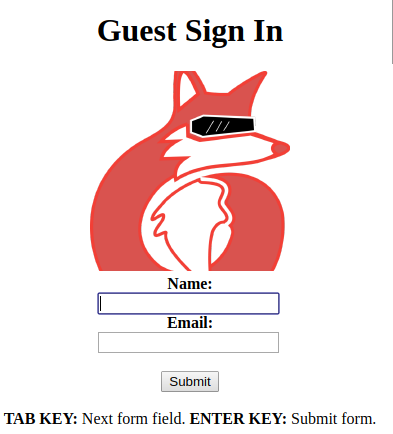 Guest Sign In
Name:
Email:
Submit
TAB KEY: Next form field. ENTER KEY: Submit form.